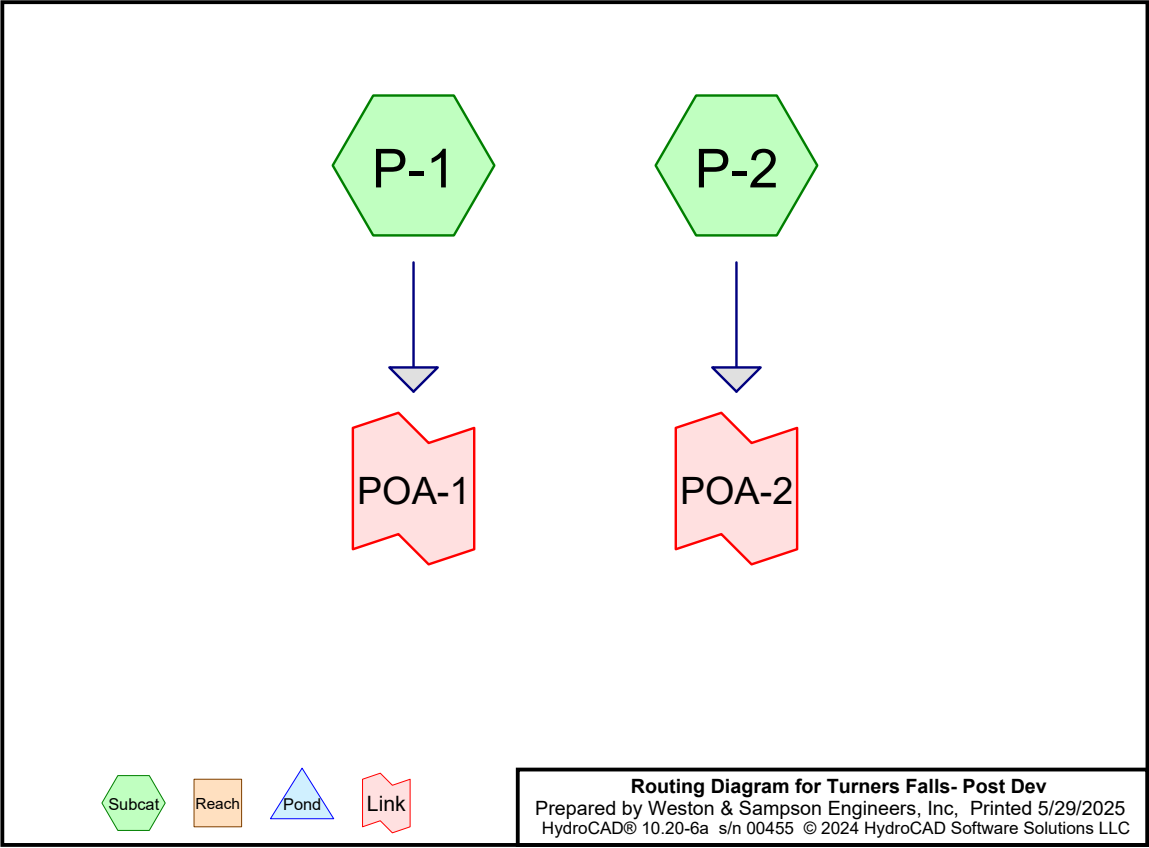 P-1
P-2
POA-1
POA-2
Subcat
Reach
Pond
Link
Routing Diagram for Turners Falls- Post Dev
Prepared by Weston & Sampson Engineers, Inc, Printed 5/29/2025
HydroCAD® 10.20-6a s/n 00455 © 2024 HydroCAD Software Solutions LLC